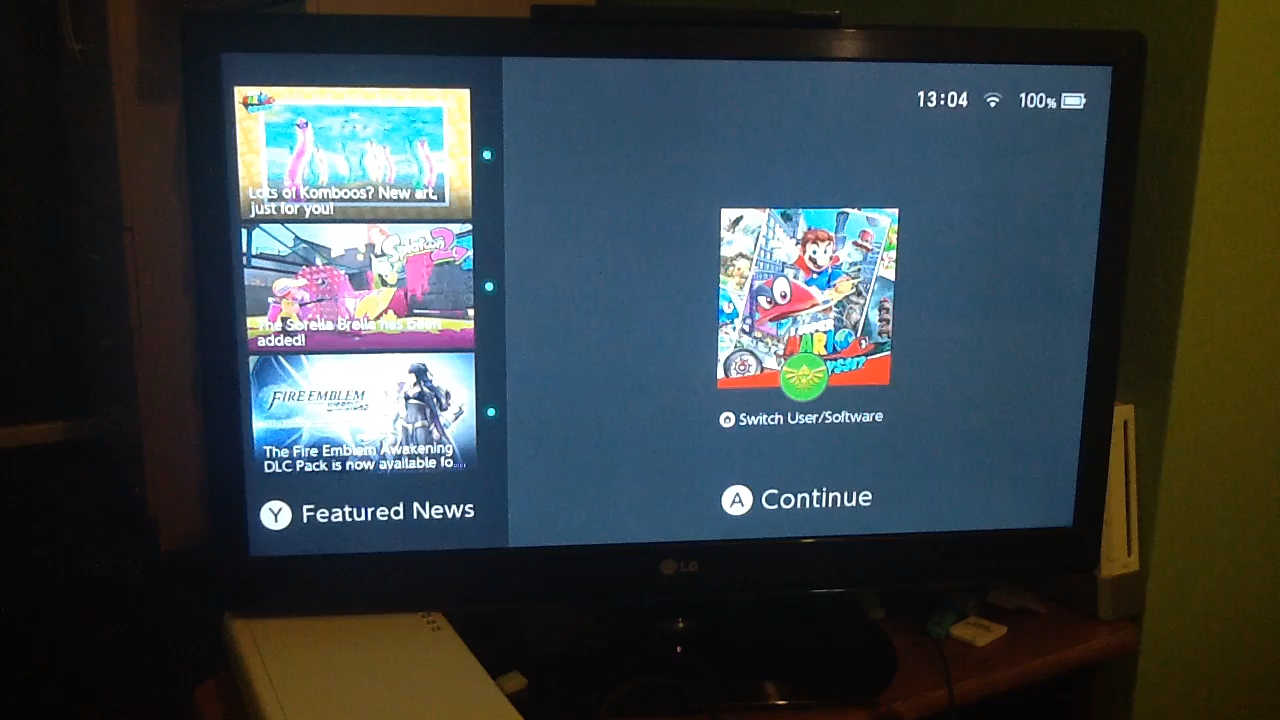 13:04 100%
Lots of Komboos? New art,
just for you!
Splatoon 2
The Sorella Brella has been
added!
FIRE EMBLEM
The Fire Emblem Awakening
DLC Pack is now available fo...
Y Featured News
SUPER
MARIO
Switch User/Software
A Continue
LG